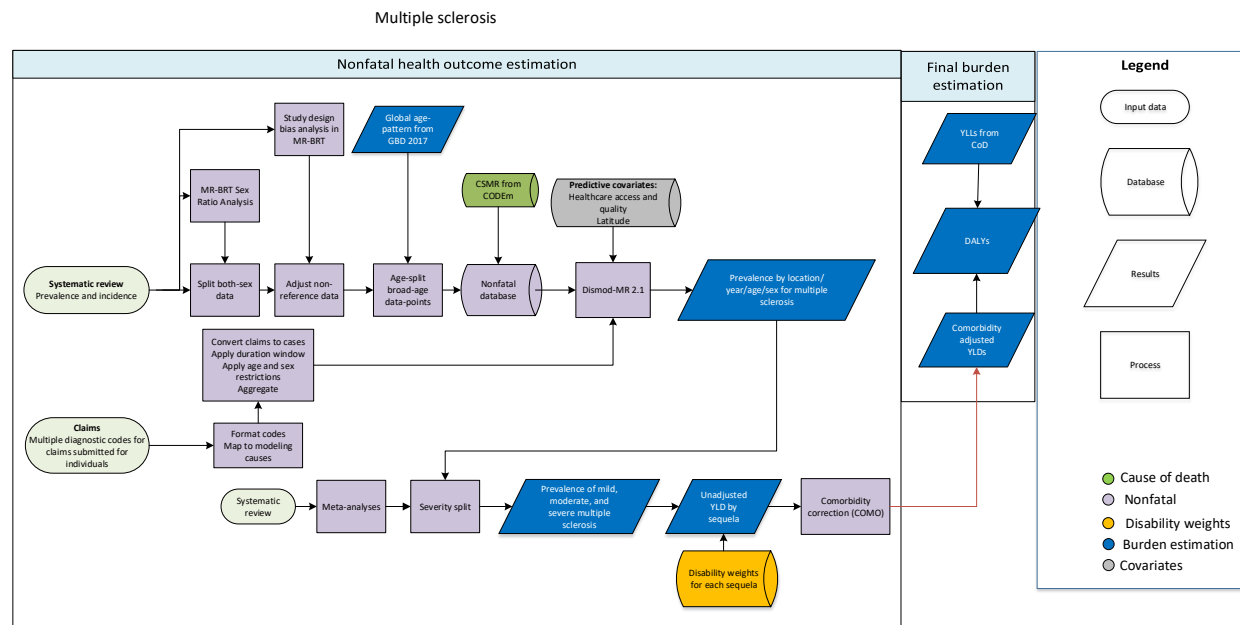 Multiple sclerosis
Nonfatal health outcome estimation
Final burden
estimation
Legend
Study design
bias analysis in
MR-BRT
Global age-
pattern from
GBD 2017
MR-BRT Sex
Ratio Analysis
CSMR from
CODEm
Predictive covariates:
Healthcare access and
quality
Latitude
Systematic review
Prevalence and incidence
Split both-sex
data
Adjust non-
reference data
Age-split
broad-age
data-points
Nonfatal
database
Dismod-MR 2.1
Prevalence by location/
year/age/sex for multiple
sclerosis
Convert claims to cases
Apply duration window
Apply age and sex
restrictions
Aggregate
Claims
Multiple diagnostic codes for
claims submitted for
individuals
Format codes
Map to modeling
causes
Systematic
review
Meta-analyses
Severity split
Prevalence of mild,
moderate, and
severe multiple
sclerosis
Unadjusted
YLD by
sequela
Comorbidity
correction (COMO)
Disability weights
for each sequela
YLLs from
CoD
DALYs
Comorbidity
adjusted
YLDs
Input data
Database
Results
Process
Cause of death
Nonfatal
Disability weights
Burden estimation
Covariates